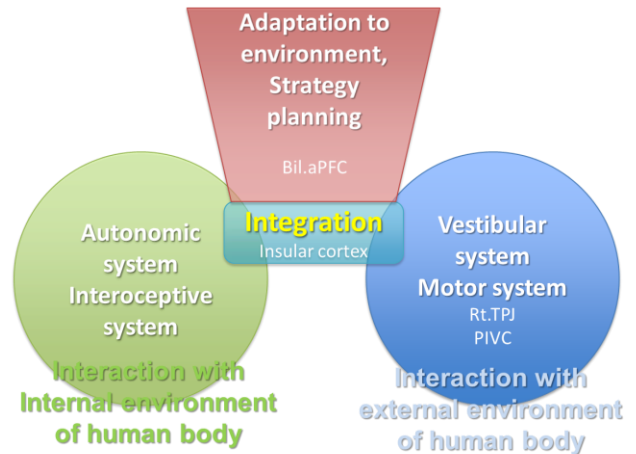 Adaptation to
environment,
Strategy
planning
Bil.aPFC
Integration
Insular cortex
Autonomic
system
Interoceptive
system
Interaction with
Internal environment
of human body
Vestibular
system
Motor system
Rt.TPJ
PIVC
Interaction with
external environment
of human body